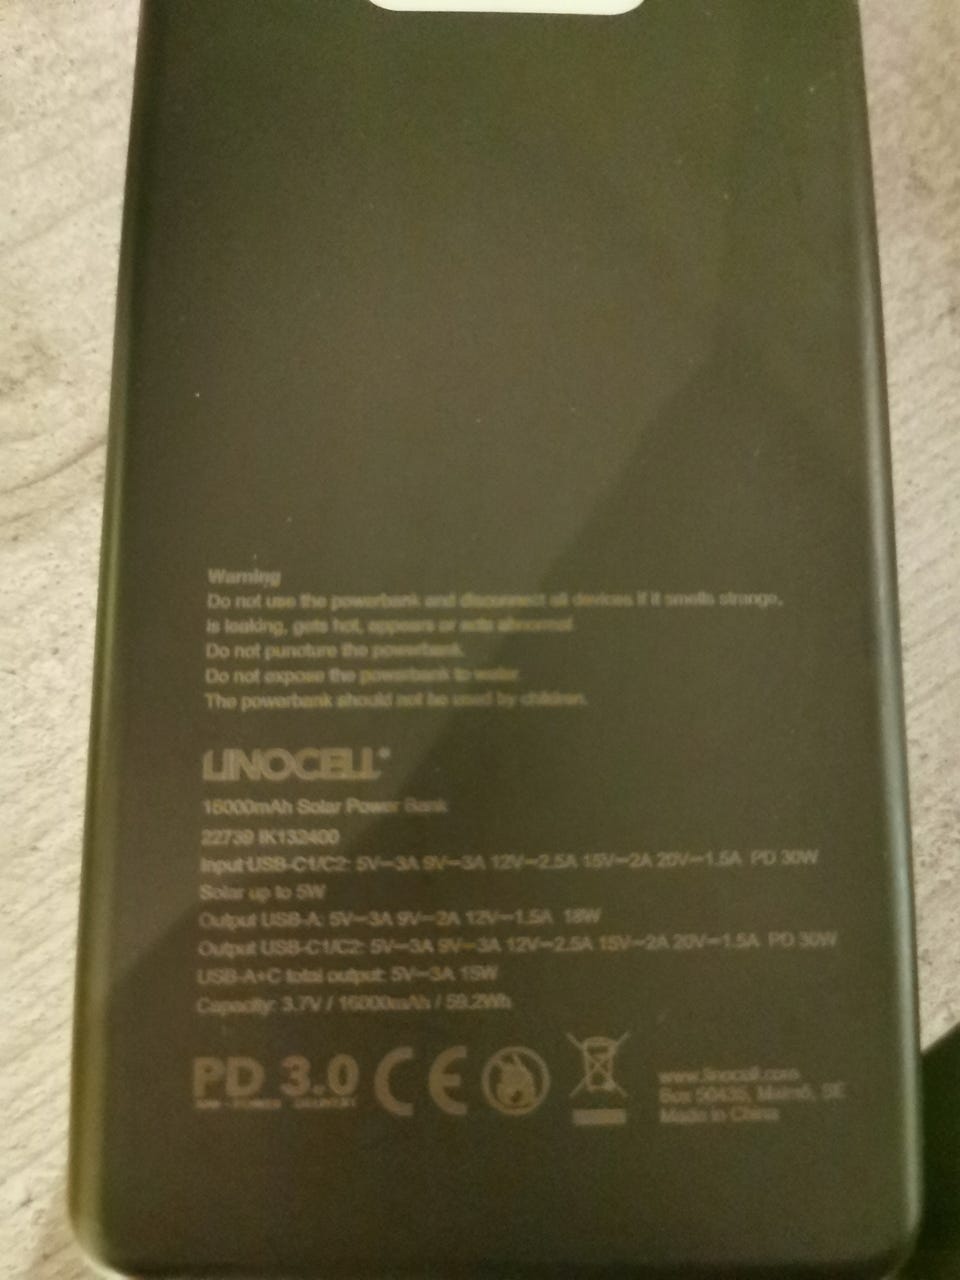 Warning
Do not use the powerbank and disconnect all devices if it smells strange,
is leaking, gets hot, appears or acts abnormal
Do not puncture the powerbank.
Do not expose the powerbank to water.
The powerbank should not be used by children.
LINOCELL®
16000mAh Solar Power Bank
22739 IK132400
Input USB-C1/C2: 5V⎓3A 9V⎓3A 12V⎓2.5A 15V⎓2A 20V⎓1.5A PD 30W
Solar up to 5W
Output USB-A: 5V⎓3A 9V⎓2A 12V⎓1.5A 18W
Output USB-C1/C2: 5V⎓3A 9V⎓3A 12V⎓2.5A 15V⎓2A 20V⎓1.5A PD 30W
USB-A+C total output: 5V⎓3A 15W
Capacity: 3.7V / 16000mAh / 59.2Wh
PD 3.0 CE
POWER DELIVERY
www.linocell.com
Box 50435, Malmö, SE
Made in China